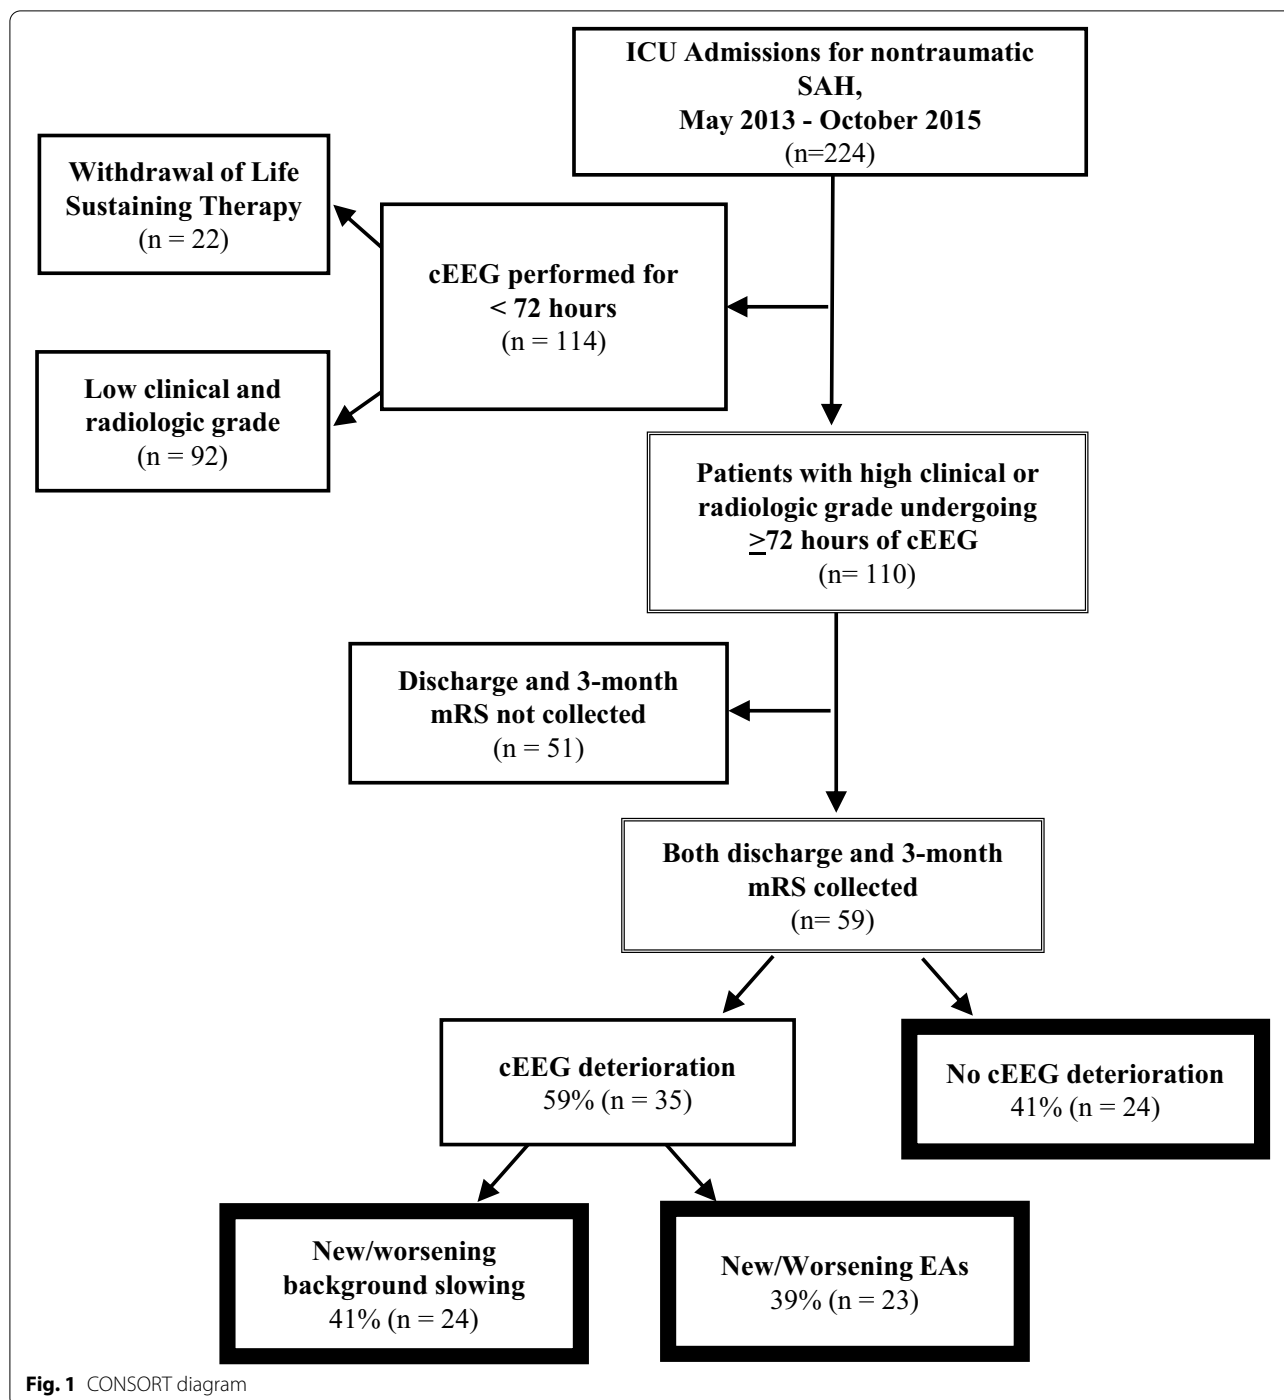 ICU Admissions for nontraumatic
SAH,
May 2013 - October 2015
(n=224)
Withdrawal of Life
Sustaining Therapy
(n = 22)
cEEG performed for
< 72 hours
(n = 114)
Low clinical and
radiologic grade
(n = 92)
Patients with high clinical or
radiologic grade undergoing
≥72 hours of cEEG
(n= 110)
Discharge and 3-month
mRS not collected
(n = 51)
Both discharge and 3-month
mRS collected
(n= 59)
cEEG deterioration
59% (n = 35)
No cEEG deterioration
41% (n = 24)
New/worsening
background slowing
41% (n = 24)
New/Worsening EAs
39% (n = 23)
Fig. 1 CONSORT diagram